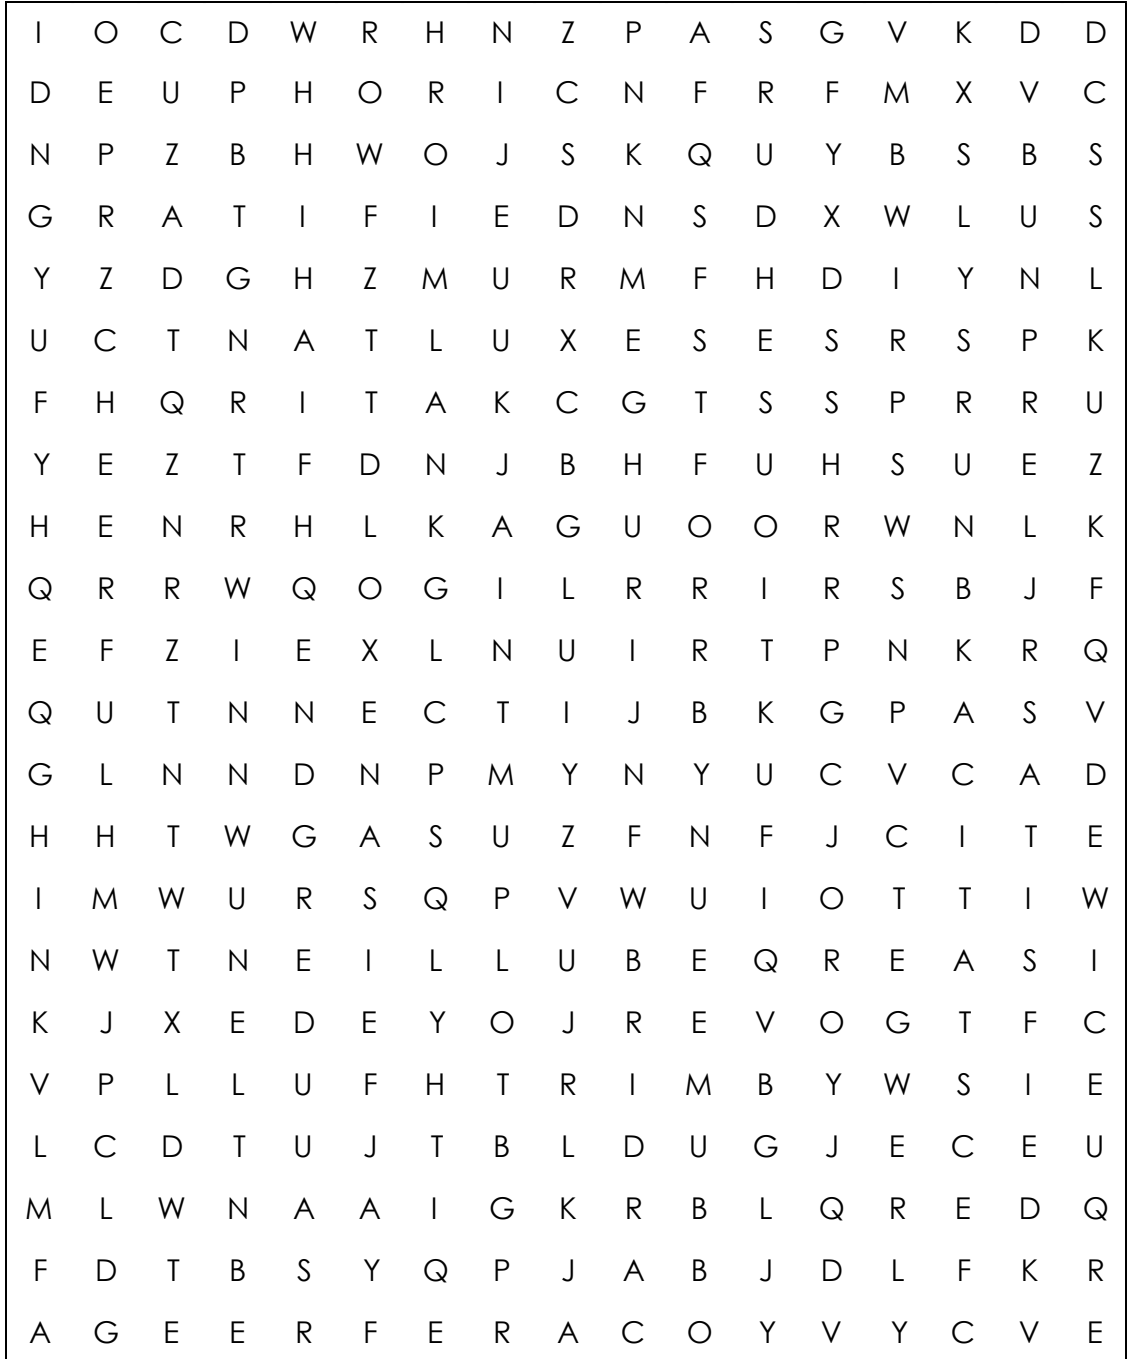 I O C D W R H N Z P A S G V K D D
D E U P H O R I C N F R F M X V C
N P Z B H W O J S K Q U Y B S B S
G R A T I F I E D N S D X W L U S
Y Z D G H Z M U R M F H D I Y N L
U C T N A T L U X E S E S R S P K
F H Q R I T A K C G T S S P R R U
Y E Z T F D N J B H F U H S U E Z
H E N R H L K A G U O O R W N L K
Q R R W Q O G I L R R I R S B J F
E F Z I E X L N U I R T P N K R Q
Q U T N N E C T I J B K G P A S V
G L N N D N P M Y N Y U C V C A D
H H T W G A S U Z F N F J C I T E
I M W U R S Q P V W U I O T T I W
N W T N E I L L U B E Q R E A S I
K J X E D E Y O J R E V O G T F C
V P L L U F H T R I M B Y W S I E
L C D T U J T B L D U G J E C E U
M L W N A A I G K R B L Q R E D Q
F D T B S Y Q P J A B J D L F K R
A G E E R F E R A C O Y V Y C V E